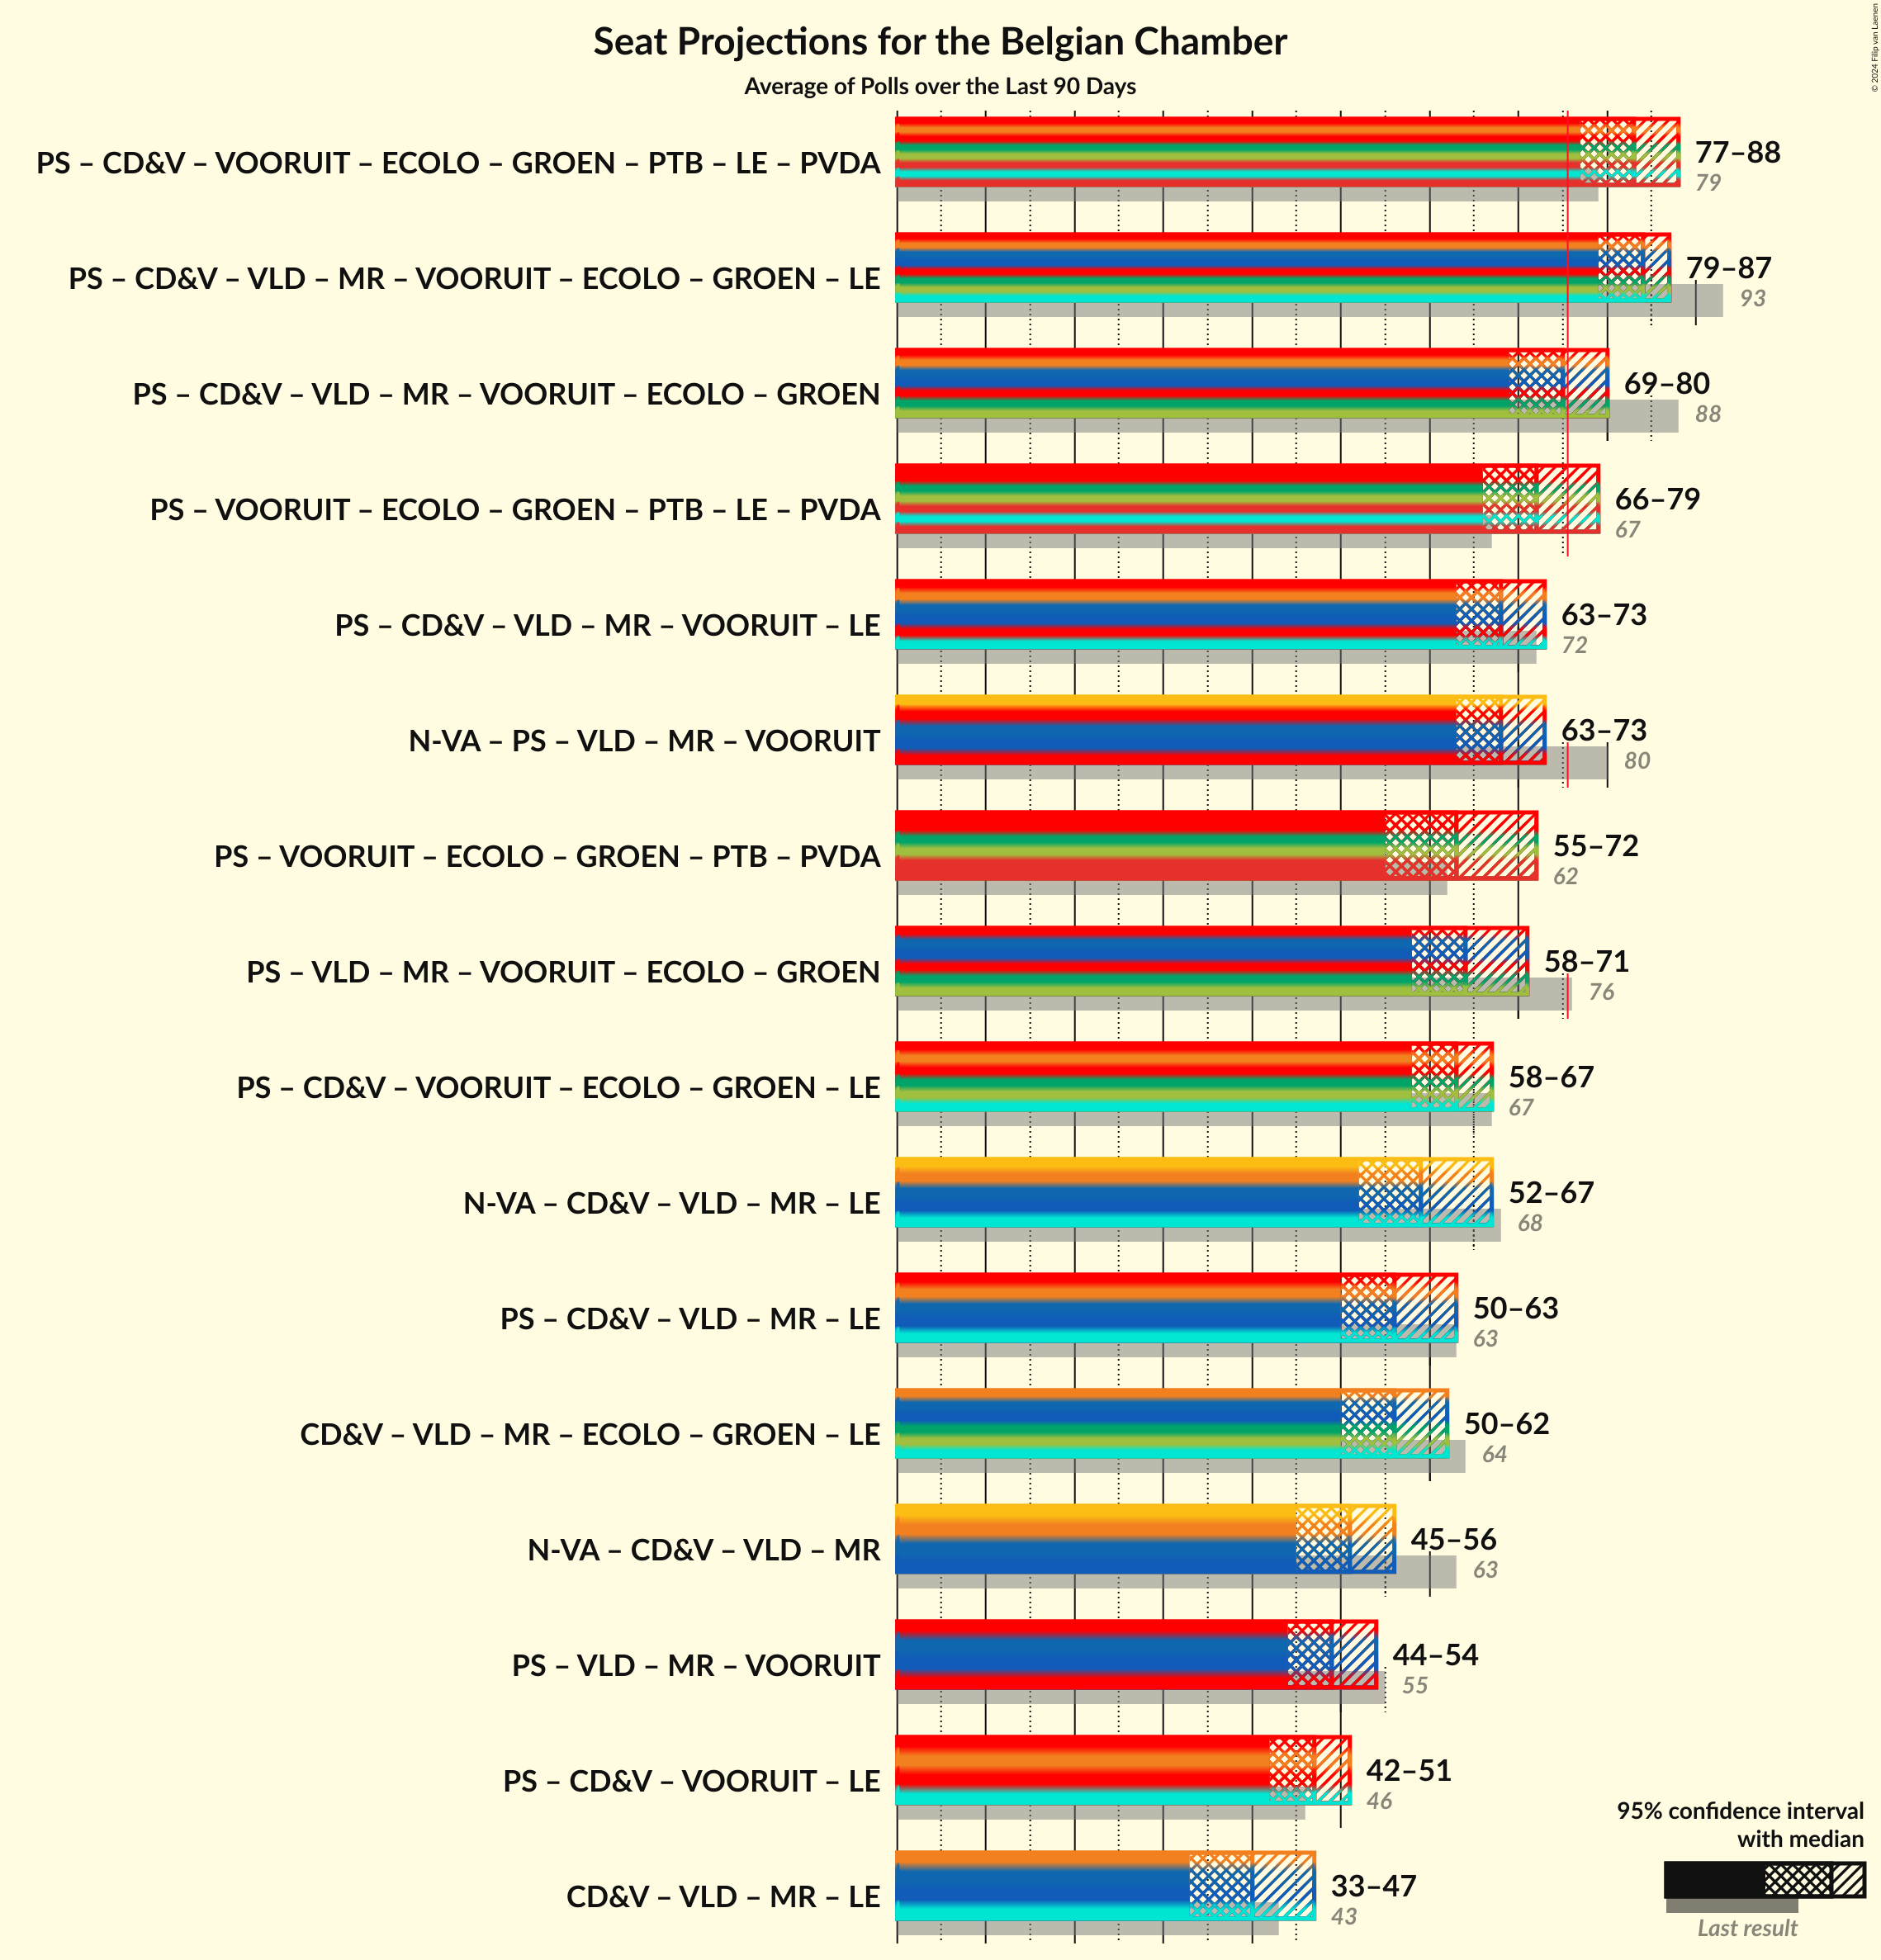 Seat Projections for the Belgian Chamber
Average of Polls over the Last 90 Days
© 2024 Filip van Laenen
PS – CD&V – VOORUIT – ECOLO – GROEN – PTB – LE – PVDA
77–88
79
PS – CD&V – VLD – MR – VOORUIT – ECOLO – GROEN – LE
79–87
93
PS – CD&V – VLD – MR – VOORUIT – ECOLO – GROEN
69–80
88
PS – VOORUIT – ECOLO – GROEN – PTB – LE – PVDA
66–79
67
PS – CD&V – VLD – MR – VOORUIT – LE
63–73
72
N-VA – PS – VLD – MR – VOORUIT
63–73
80
PS – VOORUIT – ECOLO – GROEN – PTB – PVDA
55–72
62
PS – VLD – MR – VOORUIT – ECOLO – GROEN
58–71
76
PS – CD&V – VOORUIT – ECOLO – GROEN – LE
58–67
67
N-VA – CD&V – VLD – MR – LE
52–67
68
PS – CD&V – VLD – MR – LE
50–63
63
CD&V – VLD – MR – ECOLO – GROEN – LE
50–62
64
N-VA – CD&V – VLD – MR
45–56
63
PS – VLD – MR – VOORUIT
44–54
55
PS – CD&V – VOORUIT – LE
42–51
46
CD&V – VLD – MR – LE
33–47
43
95% confidence interval
with median
Last result